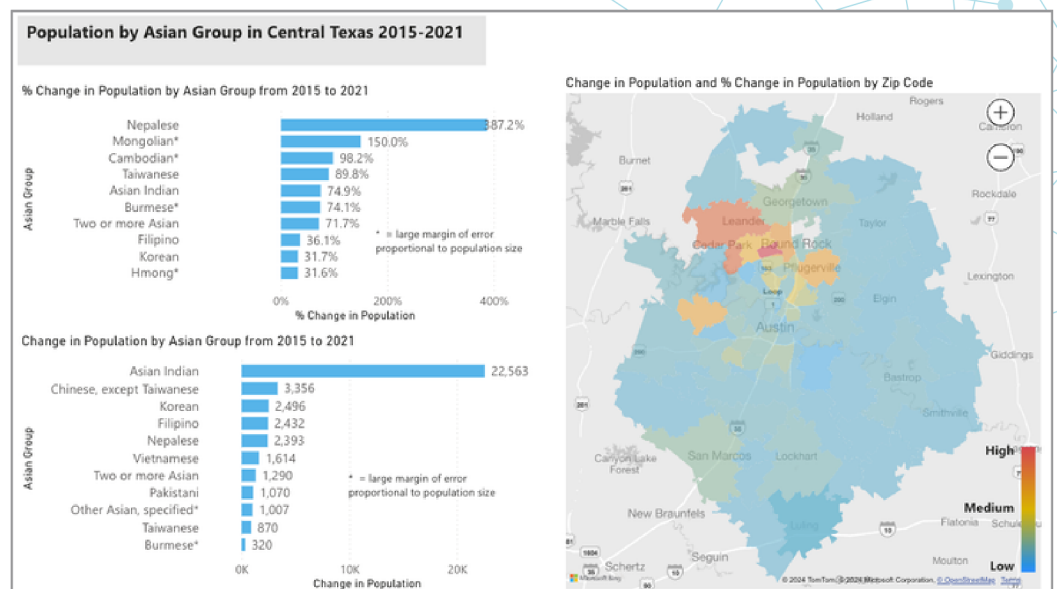 Population by Asian Group in Central Texas 2015-2021
% Change in Population by Asian Group from 2015 to 2021
Asian Group
Nepalese 387.2%
Mongolian* 150.0%
Cambodian* 98.2%
Taiwanese 89.8%
Asian Indian 74.9%
Burmese* 74.1%
Two or more Asian 71.7%
Filipino 36.1%
Korean 31.7%
Hmong* 31.6%
* = large margin of error
proportional to population size
0% 200% 400%
% Change in Population
Change in Population by Asian Group from 2015 to 2021
Asian Group
Asian Indian 22,563
Chinese, except Taiwanese 3,356
Korean 2,496
Filipino 2,432
Nepalese 2,393
Vietnamese 1,614
Two or more Asian 1,290
Pakistani 1,070
Other Asian, specified* 1,007
Taiwanese 870
Burmese* 320
* = large margin of error
proportional to population size
0K 10K 20K
Change in Population
Change in Population and % Change in Population by Zip Code
Rogers
Holland
Cameron
Burnet
Rockdale
Georgetown
Marble Falls
Leander
Taylor
Cedar Park
Round Rock
Pflugerville
Lexington
Loop
1
Elgin
Austin
Giddings
Bastrop
Smithville
San Marcos
Lockhart
Canyon Lake
Forest
High
New Braunfels
Luling
Medium
Flatonia
Seguin
Schertz
Moulton
Low
Microsoft Bing
© 2024 TomTom, © 2024 Microsoft Corporation, © OpenStreetMap Terms